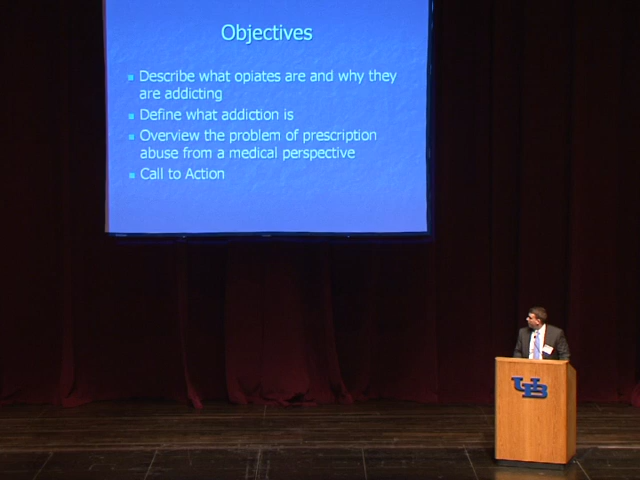 Objectives
Describe what opiates are and why they
are addicting
Define what addiction is
Overview the problem of prescription
abuse from a medical perspective
Call to Action
UB